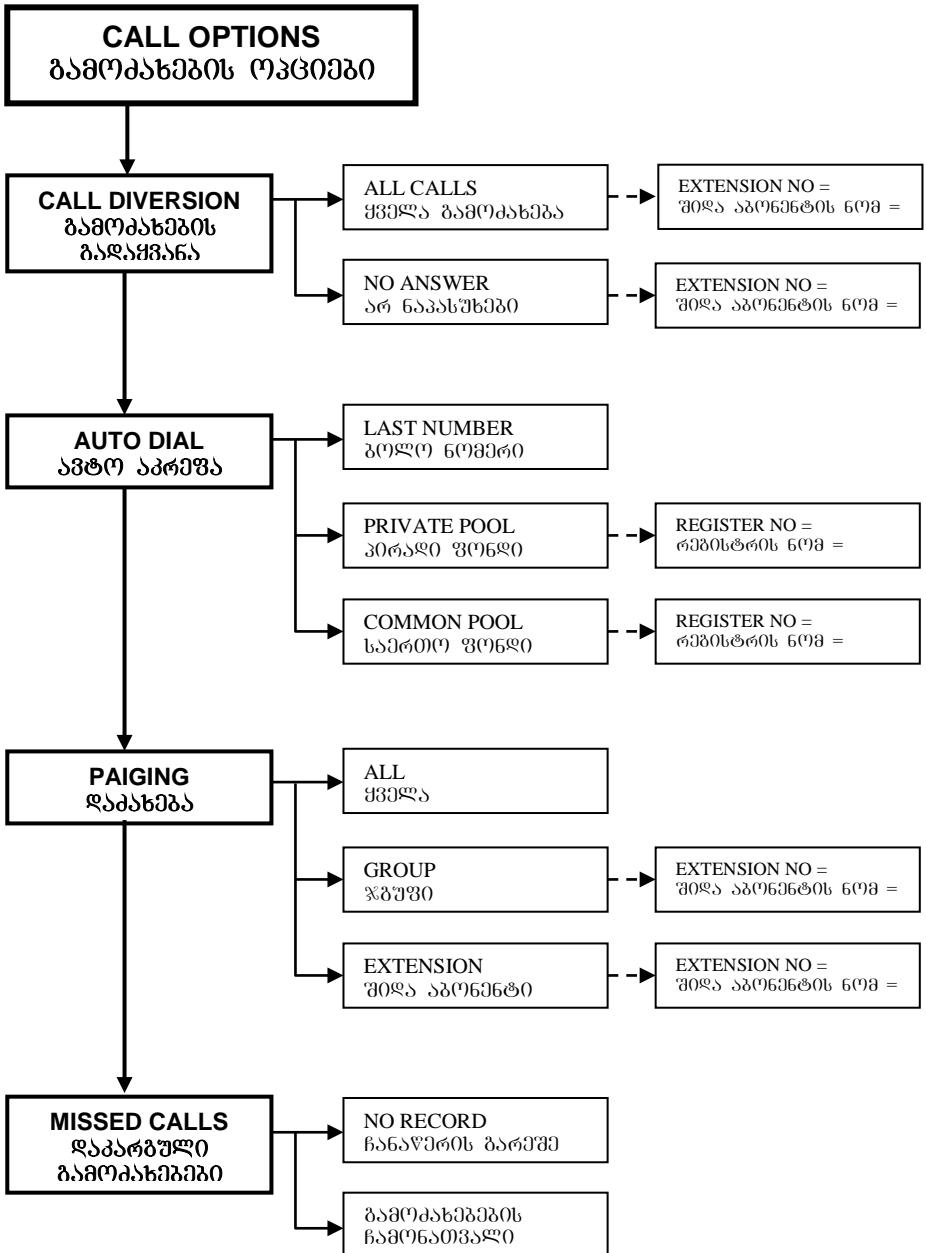 CALL OPTIONS
გამოძახების ოპციები
CALL DIVERSION
გამოძახების
გადაყვანა
ALL CALLS
ყველა გამოძახება
EXTENSION NO =
შიდა აბონენტის ნომ =
NO ANSWER
არ ნაპასუხები
EXTENSION NO =
შიდა აბონენტის ნომ =
AUTO DIAL
ავტო აკრეფა
LAST NUMBER
ბოლო ნომერი
PRIVATE POOL
პირადი ფონდი
REGISTER NO =
რეგისტრის ნომ =
COMMON POOL
საერთო ფონდი
REGISTER NO =
რეგისტრის ნომ =
PAIGING
დაძახება
ALL
ყველა
GROUP
ჯგუფი
EXTENSION NO =
შიდა აბონენტის ნომ =
EXTENSION
შიდა აბონენტი
EXTENSION NO =
შიდა აბონენტის ნომ =
MISSED CALLS
დაკარგული
გამოძახებები
NO RECORD
ჩანაწერის გარეშე
გამოძახებების
ჩამონათვალი